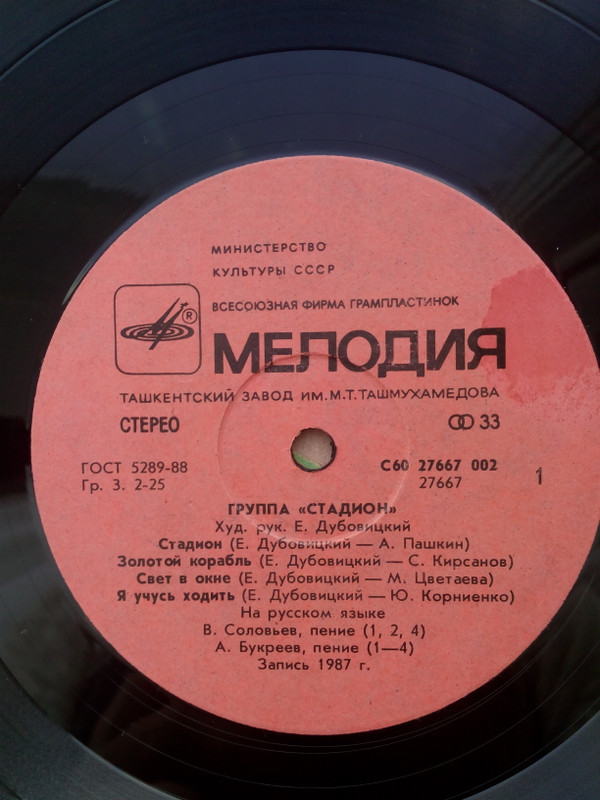 МИНИСТЕРСТВО
КУЛЬТУРЫ СССР
ВСЕСОЮЗНАЯ ФИРМА ГРАМПЛАСТИНОК
®
МЕЛОДИЯ
ТАШКЕНТСКИЙ ЗАВОД ИМ.М.Т.ТАШМУХАМЕДОВА
СТЕРЕО 33
ГОСТ 5289-88 С60 27667 002
Гр. 3. 2-25 27667 1
ГРУППА «СТАДИОН»
Худ. рук. Е. Дубовицкий
Стадион (Е. Дубовицкий — А. Пашкин)
Золотой корабль (Е. Дубовицкий — С. Кирсанов)
Свет в окне (Е. Дубовицкий — М. Цветаева)
Я учусь ходить (Е. Дубовицкий — Ю. Корниенко)
На русском языке
В. Соловьев, пение (1, 2, 4)
А. Букреев, пение (1—4)
Запись 1987 г.